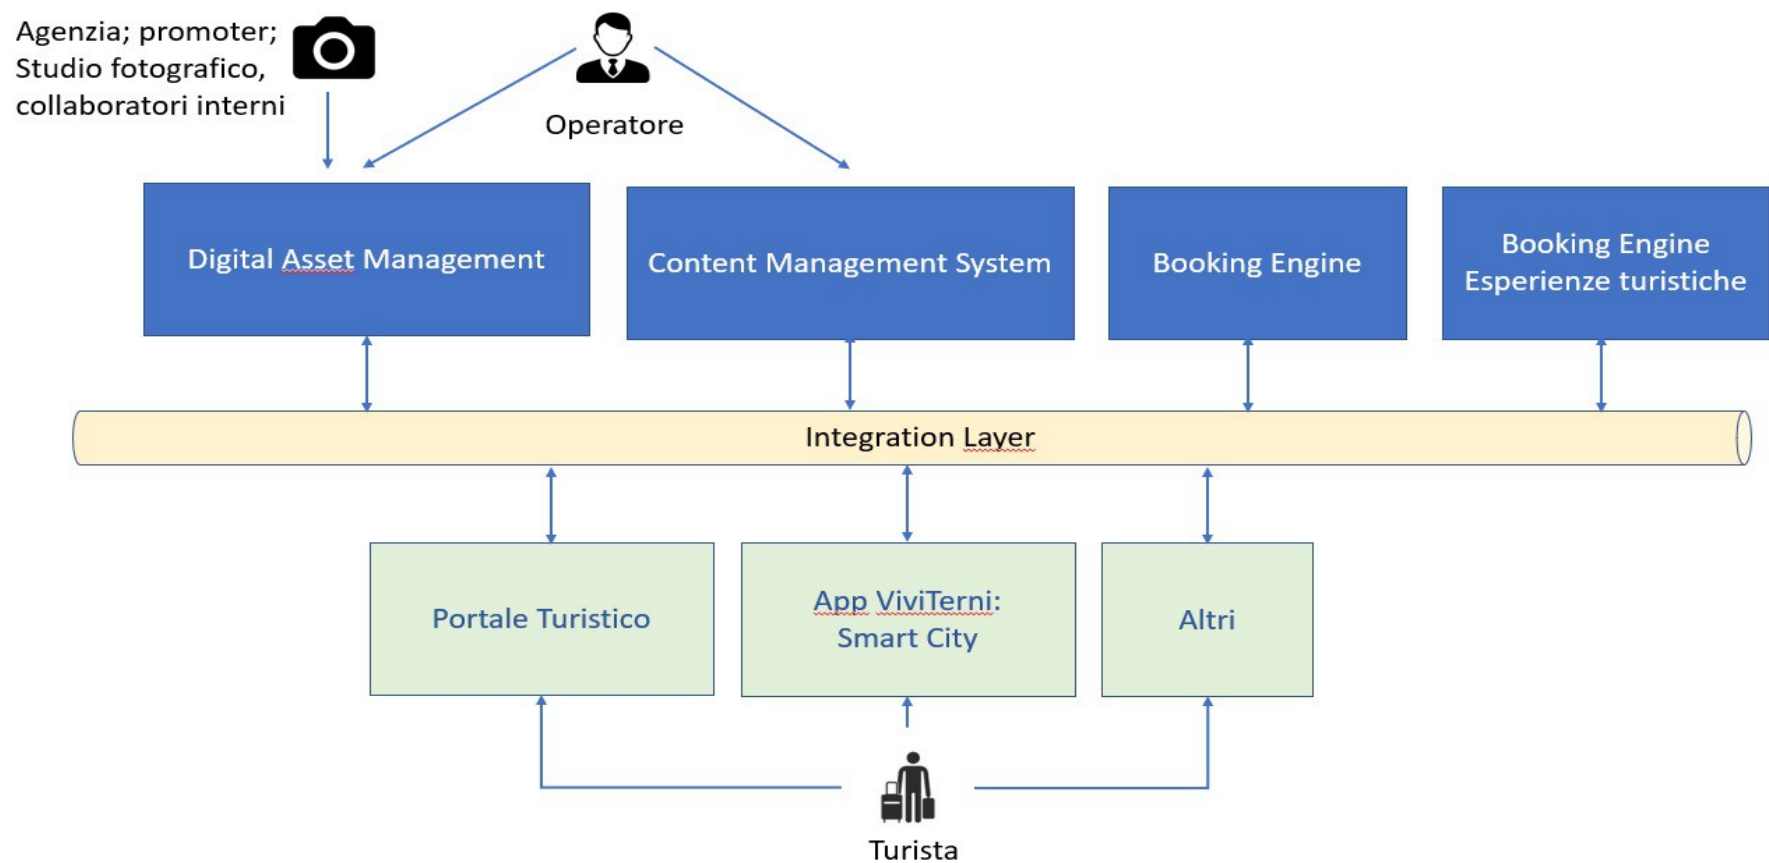 Agenzia; promoter;
Studio fotografico,
collaboratori interni
Operatore
Digital Asset Management
Content Management System
Booking Engine
Booking Engine
Esperienze turistiche
Integration Layer
Portale Turistico
App ViviTerni:
Smart City
Altri
Turista